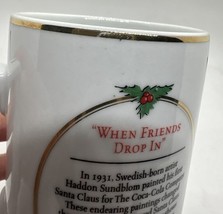 "WHEN FRIENDS
DROP IN"
In 1931, Swedish-born artist
Haddon Sundblom painted his first
Santa Claus for The Coca-Cola Company.
These endearing paintings